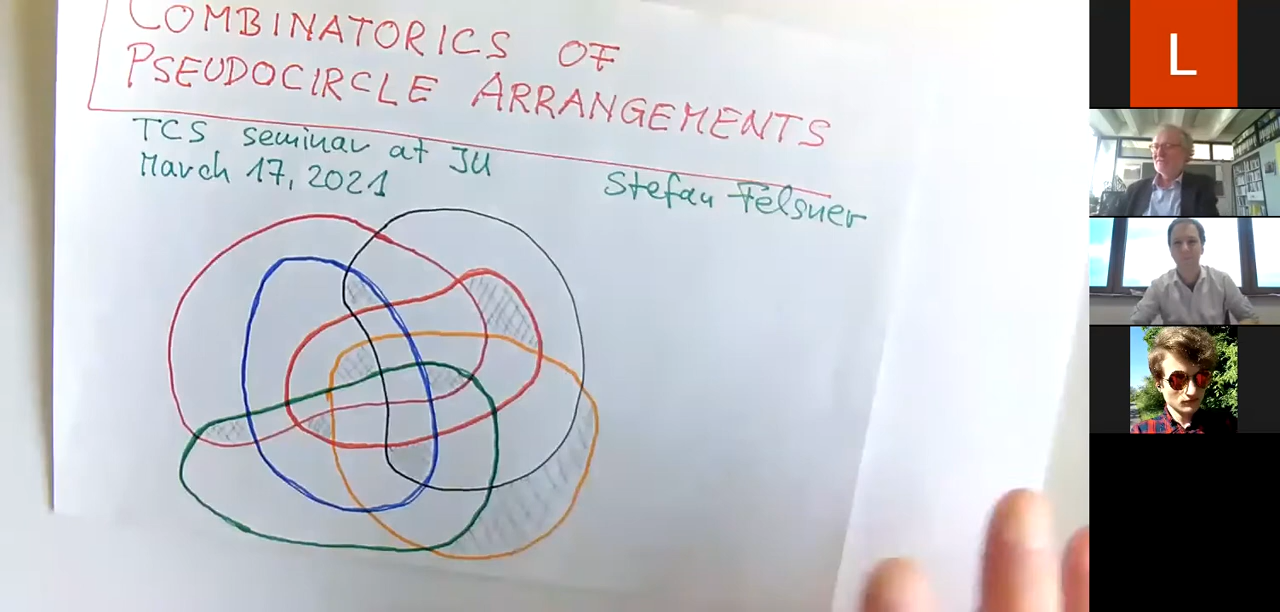 COMBINATORICS OF
PSEUDOCIRCLE ARRANGEMENTS
TCS seminar at JU
March 17, 2021
Stefan Felsner
L